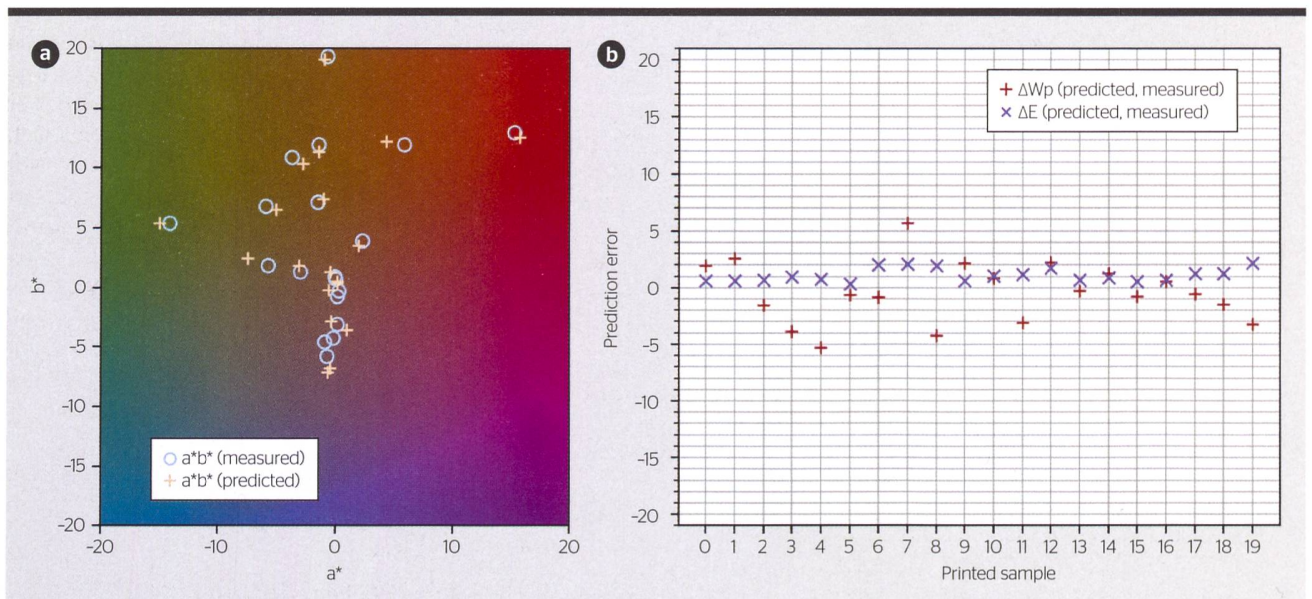 a
20
15
10
5
0
-5
-10
-15
-20
b*
-20
-10
0
10
20
a*
a*b* (measured)
a*b* (predicted)
b
20
15
10
5
0
-5
-10
-15
-20
Prediction error
ΔWp (predicted, measured)
ΔE (predicted, measured)
0 1 2 3 4 5 6 7 8 9 10 11 12 13 14 15 16 17 18 19
Printed sample